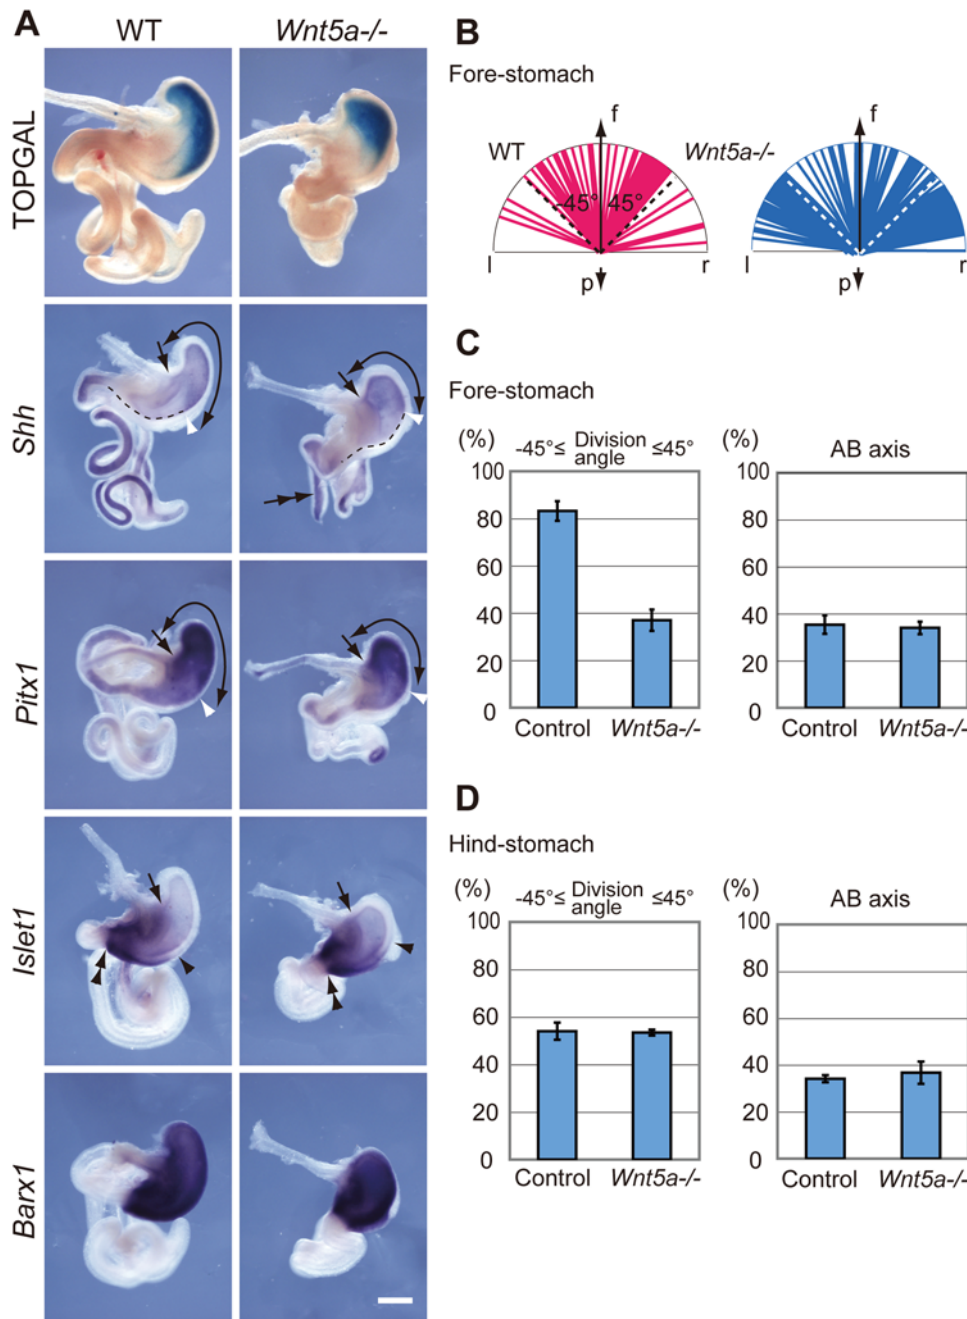 A
WT
Wnt5a-/-
TOPGAL
Shh
Pitx1
Islet1
Barx1
B
Fore-stomach
WT
f
-45° 45°
l
r
p
Wnt5a-/-
f
l
r
p
C
Fore-stomach
(%)
-45°≤ Division angle ≤45°
100
80
60
40
20
0
Control
Wnt5a-/-
(%)
AB axis
100
80
60
40
20
0
Control
Wnt5a-/-
D
Hind-stomach
(%)
-45°≤ Division angle ≤45°
100
80
60
40
20
0
Control
Wnt5a-/-
(%)
AB axis
100
80
60
40
20
0
Control
Wnt5a-/-